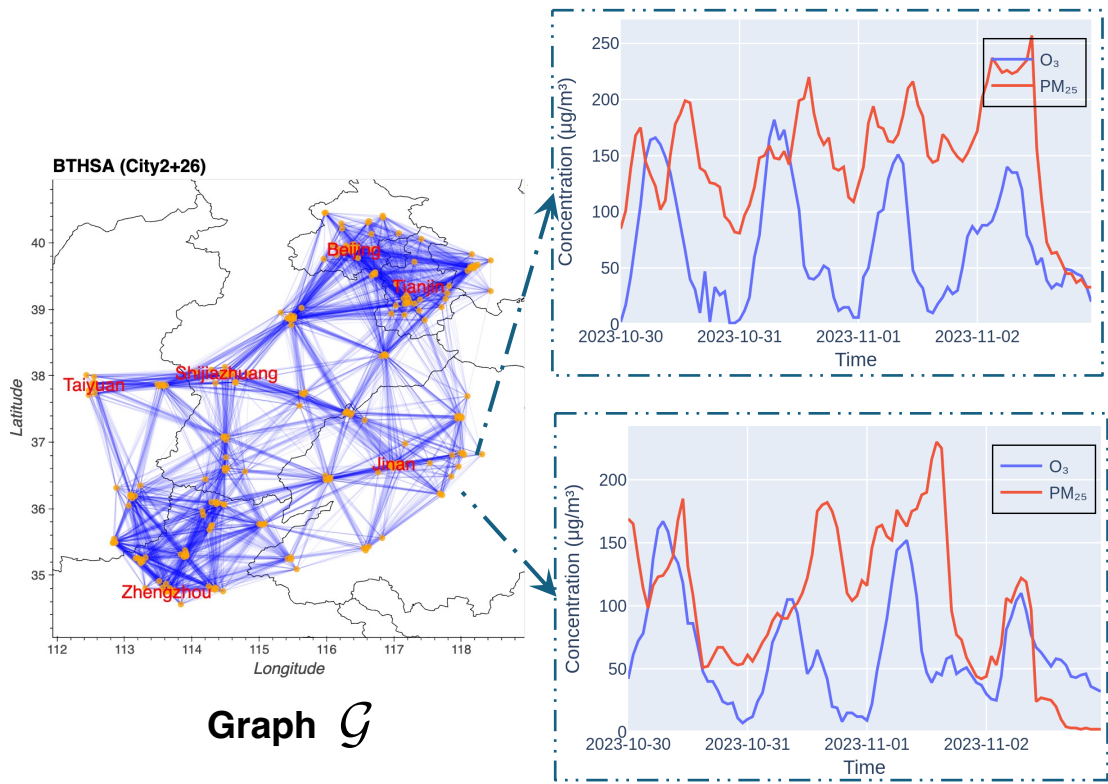 BTHSA (City2+26)
Latitude
40
39
38
37
36
35
Beijing
Tianjin
Shijiazhuang
Taiyuan
Jinan
Zhengzhou
112 113 114 115 116 117 118
Longitude
Graph 𝒢
Concentration (μg/m³)
250
200
150
100
50
0
O₃
PM₂₅
2023-10-30 2023-10-31 2023-11-01 2023-11-02
Time
Concentration (μg/m³)
200
150
100
50
0
O₃
PM₂₅
2023-10-30 2023-10-31 2023-11-01 2023-11-02
Time